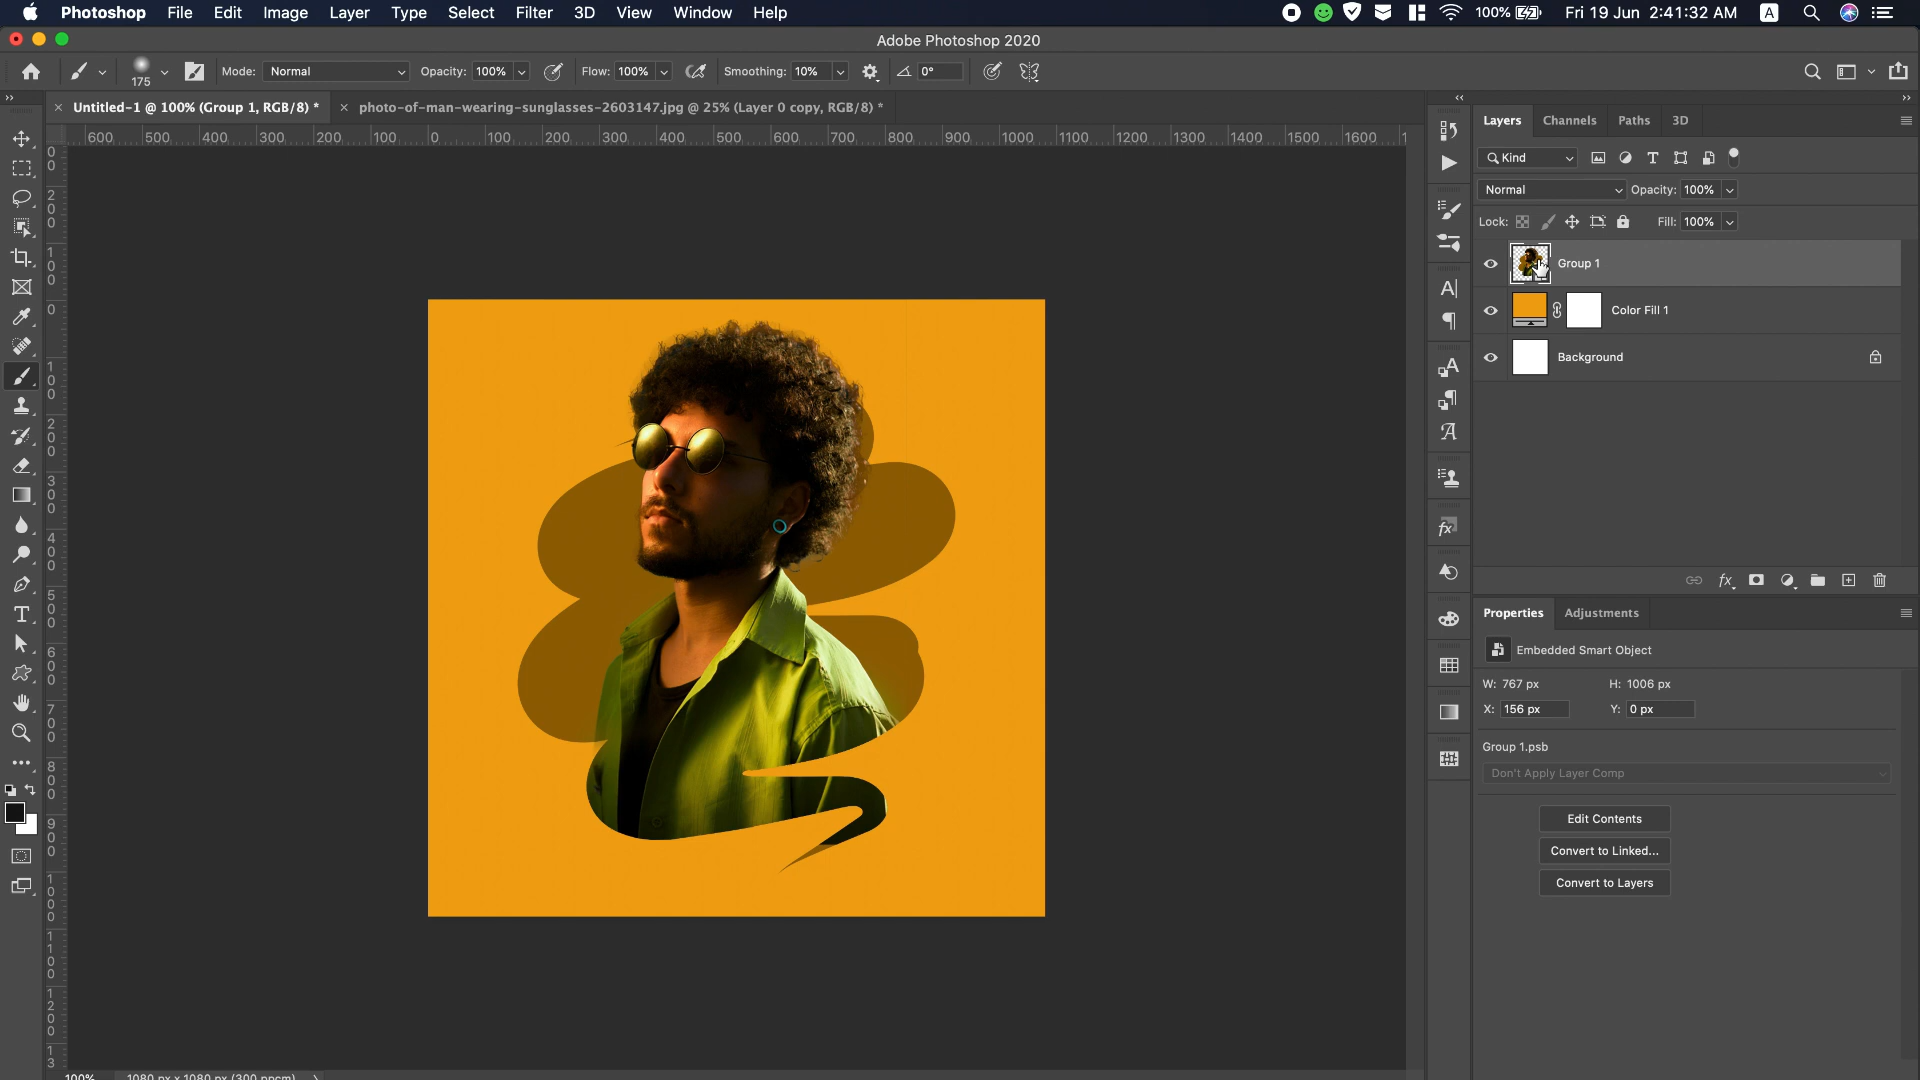 Photoshop File Edit Image Layer Type Select Filter 3D View Window Help 100% Fri 19 Jun 2:41:32 AM A
Adobe Photoshop 2020
175 Mode: Normal Opacity: 100% Flow: 100% Smoothing: 10% 0°
Untitled-1 @ 100% (Group 1, RGB/8) * photo-of-man-wearing-sunglasses-2603147.jpg @ 25% (Layer 0 copy, RGB/8) *
600 500 400 300 200 100 0 100 200 300 400 500 600 700 800 900 1000 1100 1200 1300 1400 1500 1600
Layers Channels Paths 3D
Kind
Normal Opacity: 100%
Lock: Fill: 100%
Group 1
Color Fill 1
Background
Properties Adjustments
Embedded Smart Object
W: 767 px H: 1006 px
X: 156 px Y: 0 px
Group 1.psb
Don't Apply Layer Comp
Edit Contents
Convert to Linked...
Convert to Layers
100% 1080 px x 1080 px (300 ppcm)